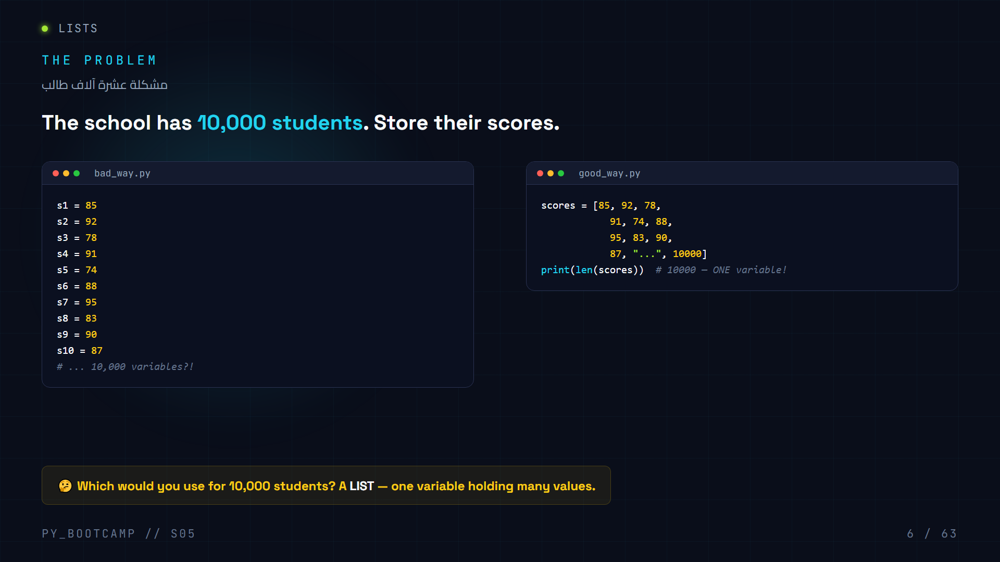 LISTS
THE PROBLEM
مشكلة عشرة آلاف طالب
The school has 10,000 students. Store their scores.
bad_way.py
s1 = 85
s2 = 92
s3 = 78
s4 = 91
s5 = 74
s6 = 88
s7 = 95
s8 = 83
s9 = 90
s10 = 87
# ... 10,000 variables?!
good_way.py
scores = [85, 92, 78,
            91, 74, 88,
            95, 83, 90,
            87, "...", 10000]
print(len(scores))  # 10000 — ONE variable!
🤔 Which would you use for 10,000 students? A LIST — one variable holding many values.
PY_BOOTCAMP // S05
6 / 63